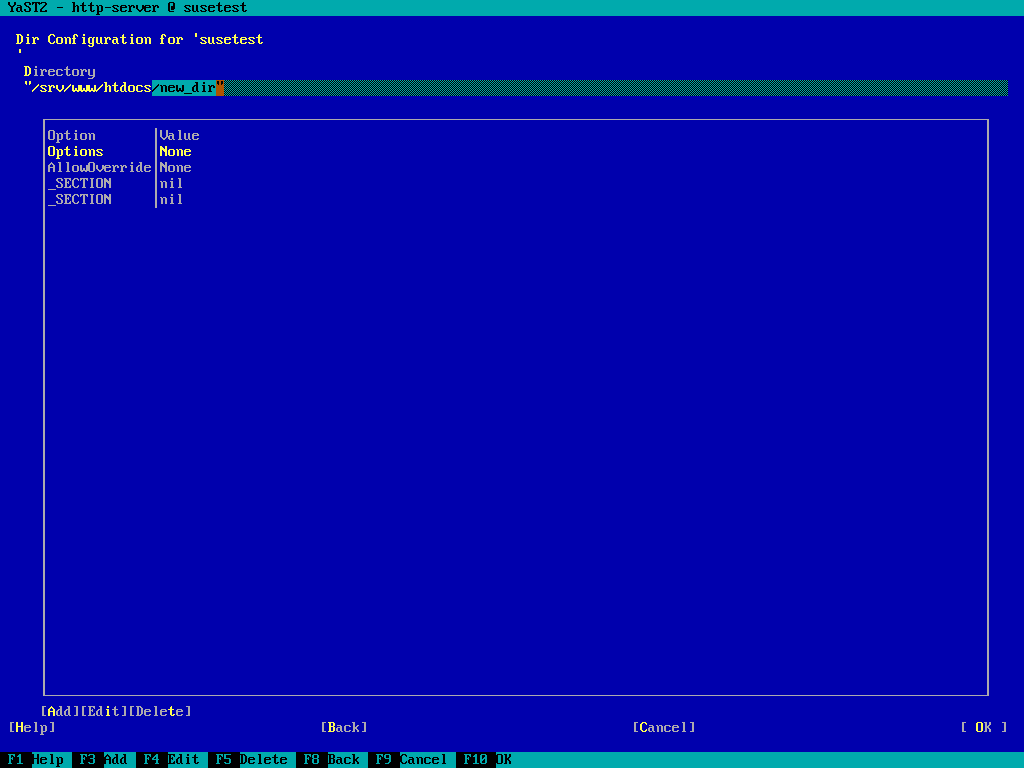 YaST2 - http-server @ susetest
Dir Configuration for 'susetest
'
Directory
"/srv/www/htdocs/new_dir"
Option |Value
Options |None
AllowOverride|None
_SECTION |nil
_SECTION |nil
[Add][Edit][Delete]
[Help] [Back] [Cancel] [ OK ]
F1 Help F3 Add F4 Edit F5 Delete F8 Back F9 Cancel F10 OK